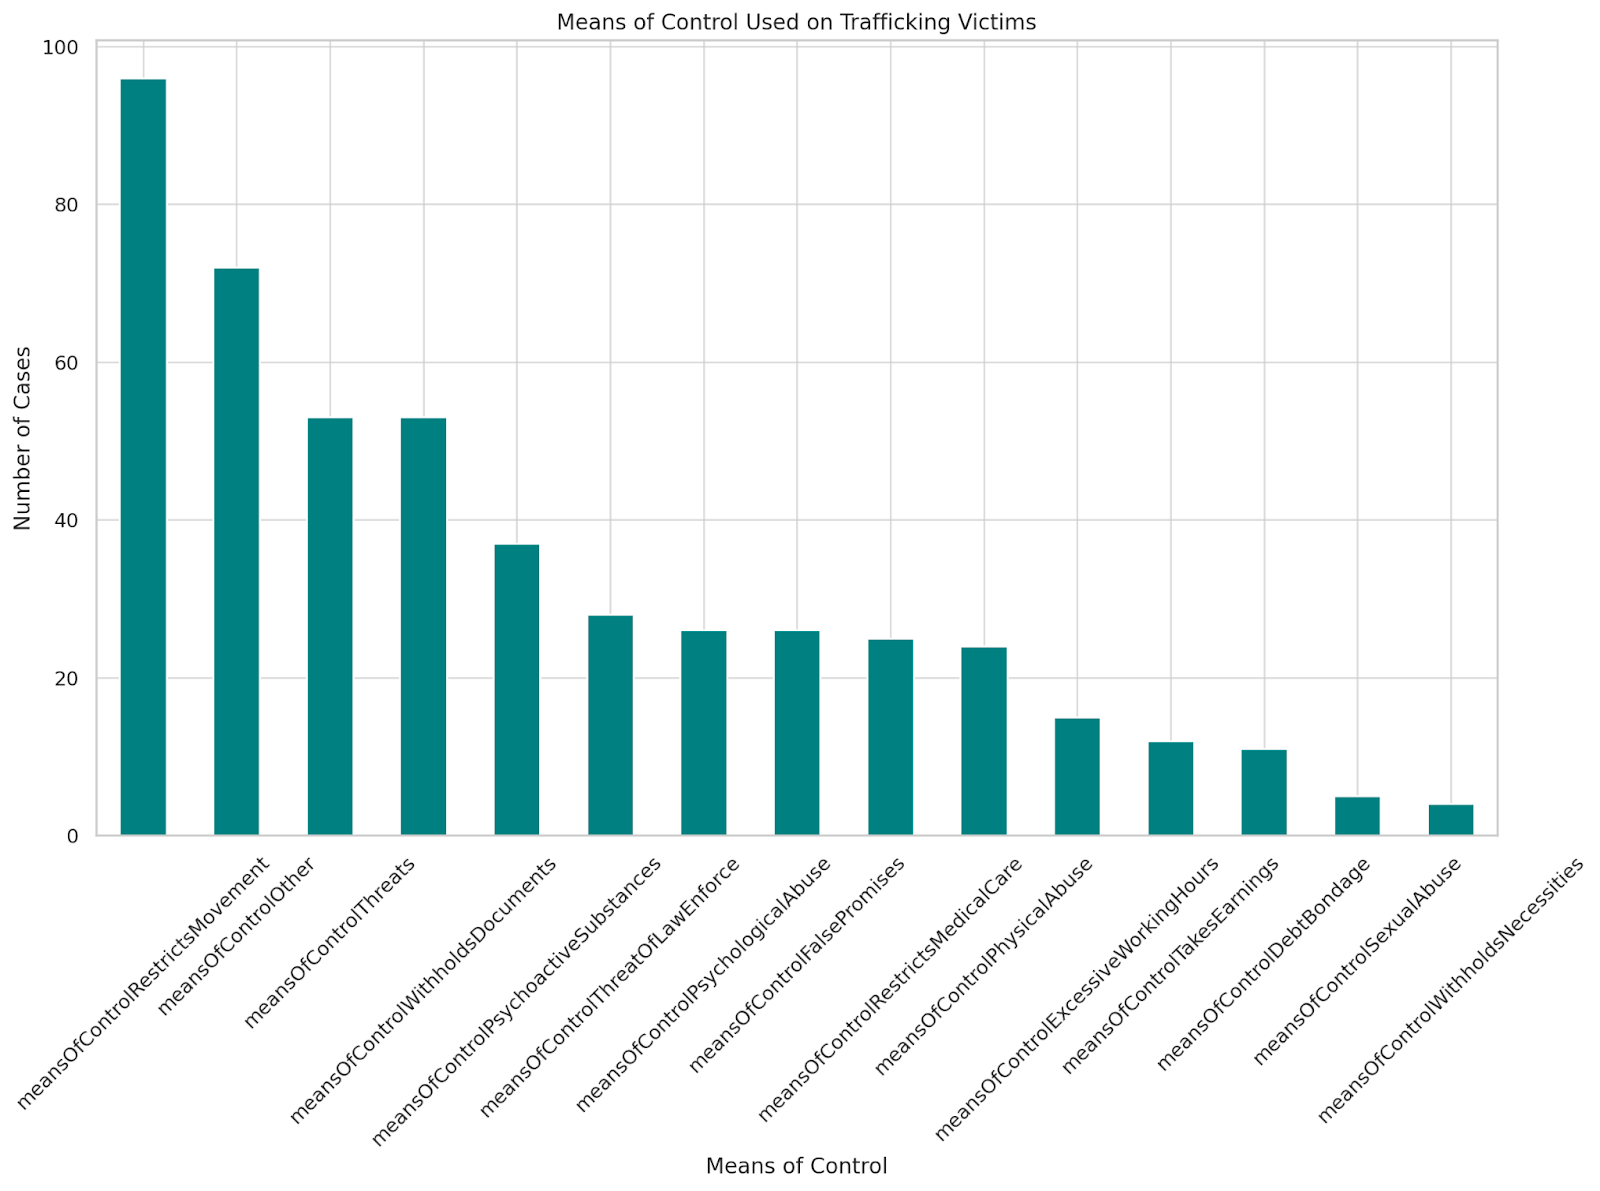 Means of Control Used on Trafficking Victims
100
80
60
40
20
0
Number of Cases
meansOfControlRestrictsMovement
meansOfControlOther
meansOfControlThreats
meansOfControlWithholdsDocuments
meansOfControlPsychoactiveSubstances
meansOfControlThreatOfLawEnforce
meansOfControlPsychologicalAbuse
meansOfControlFalsePromises
meansOfControlRestrictsMedicalCare
meansOfControlPhysicalAbuse
meansOfControlExcessiveWorkingHours
meansOfControlTakesEarnings
meansOfControlDebtBondage
meansOfControlSexualAbuse
meansOfControlWithholdsNecessities
Means of Control